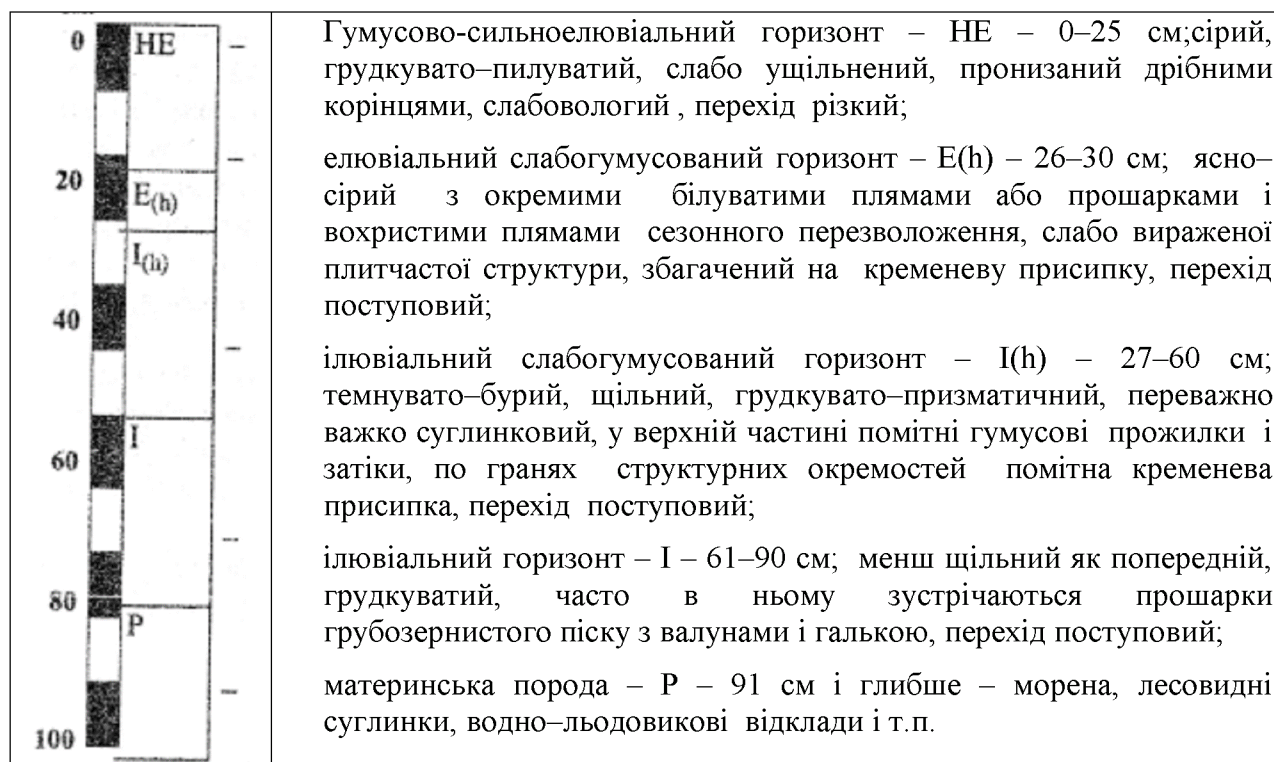 0
HE
20
E(h)
I(h)
40
I
60
80
P
100
Гумусово-сильноелювіальний горизонт – НЕ – 0–25 см;сірий,
грудкувато–пилуватий, слабо ущільнений, пронизаний дрібними
корінцями, слабовологий , перехід різкий;
елювіальний слабогумусований горизонт – E(h) – 26–30 см; ясно–
сірий з окремими білуватими плямами або прошарками і
вохристими плямами сезонного перезволоження, слабо вираженої
плитчастої структури, збагачений на кременеву присипку, перехід
поступовий;
ілювіальний слабогумусований горизонт – I(h) – 27–60 см;
темнувато–бурий, щільний, грудкувато–призматичний, переважно
важко суглинковий, у верхній частині помітні гумусові прожилки і
затіки, по гранях структурних окремостей помітна кременева
присипка, перехід поступовий;
ілювіальний горизонт – I – 61–90 см; менш щільний як попередній,
грудкуватий, часто в ньому зустрічаються прошарки
грубозернистого піску з валунами і галькою, перехід поступовий;
материнська порода – Р – 91 см і глибше – морена, лесовидні
суглинки, водно–льодовикові відклади і т.п.